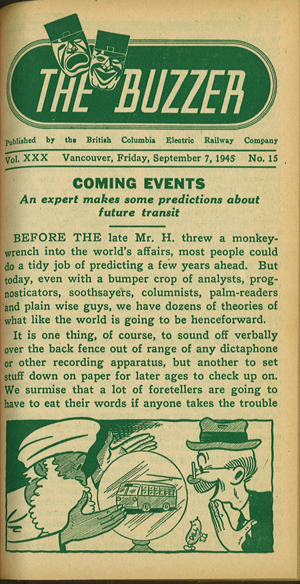 THE BUZZER
Published by the British Columbia Electric Railway Company
Vol. XXX Vancouver, Friday, September 7, 1945 No. 15
COMING EVENTS
An expert makes some predictions about
future transit
BEFORE THE late Mr. H. threw a monkey-
wrench into the world's affairs, most people could
do a tidy job of predicting a few years ahead. But
today, even with a bumper crop of analysts, prog-
nosticators, soothsayers, columnists, palm-readers
and plain wise guys, we have dozens of theories of
what like the world is going to be henceforward.
It is one thing, of course, to sound off verbally
over the back fence out of range of any dictaphone
or other recording apparatus, but another to set
stuff down on paper for later ages to check up on.
We surmise that a lot of foretellers are going to
have to eat their words if anyone takes the trouble